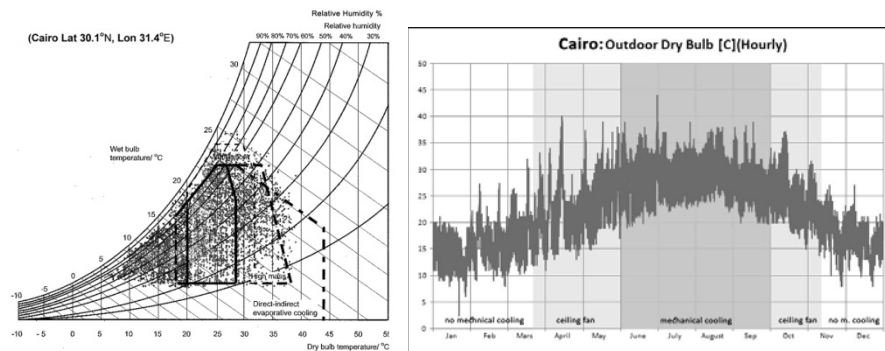 Relative Humidity %
Relative humidity
90% 80% 70% 60% 50% 40% 30%
(Cairo Lat 30.1°N, Lon 31.4°E)
30
25
Wet bulb
temperature/ °C
20
15
10
5
0
-5
-10
High mass
Direct-indirect
evaporative cooling
-10 -5 0 5 10 15 20 25 30 35 40 45 50 55
Dry bulb temperature/ °C
Cairo: Outdoor Dry Bulb [C](Hourly)
50
45
40
35
30
25
20
15
10
5
0
no mechanical cooling
ceiling fan
mechanical cooling
ceiling fan
no m. cooling
Jan Feb Mars April May June July August Sep Oct Nov Dec